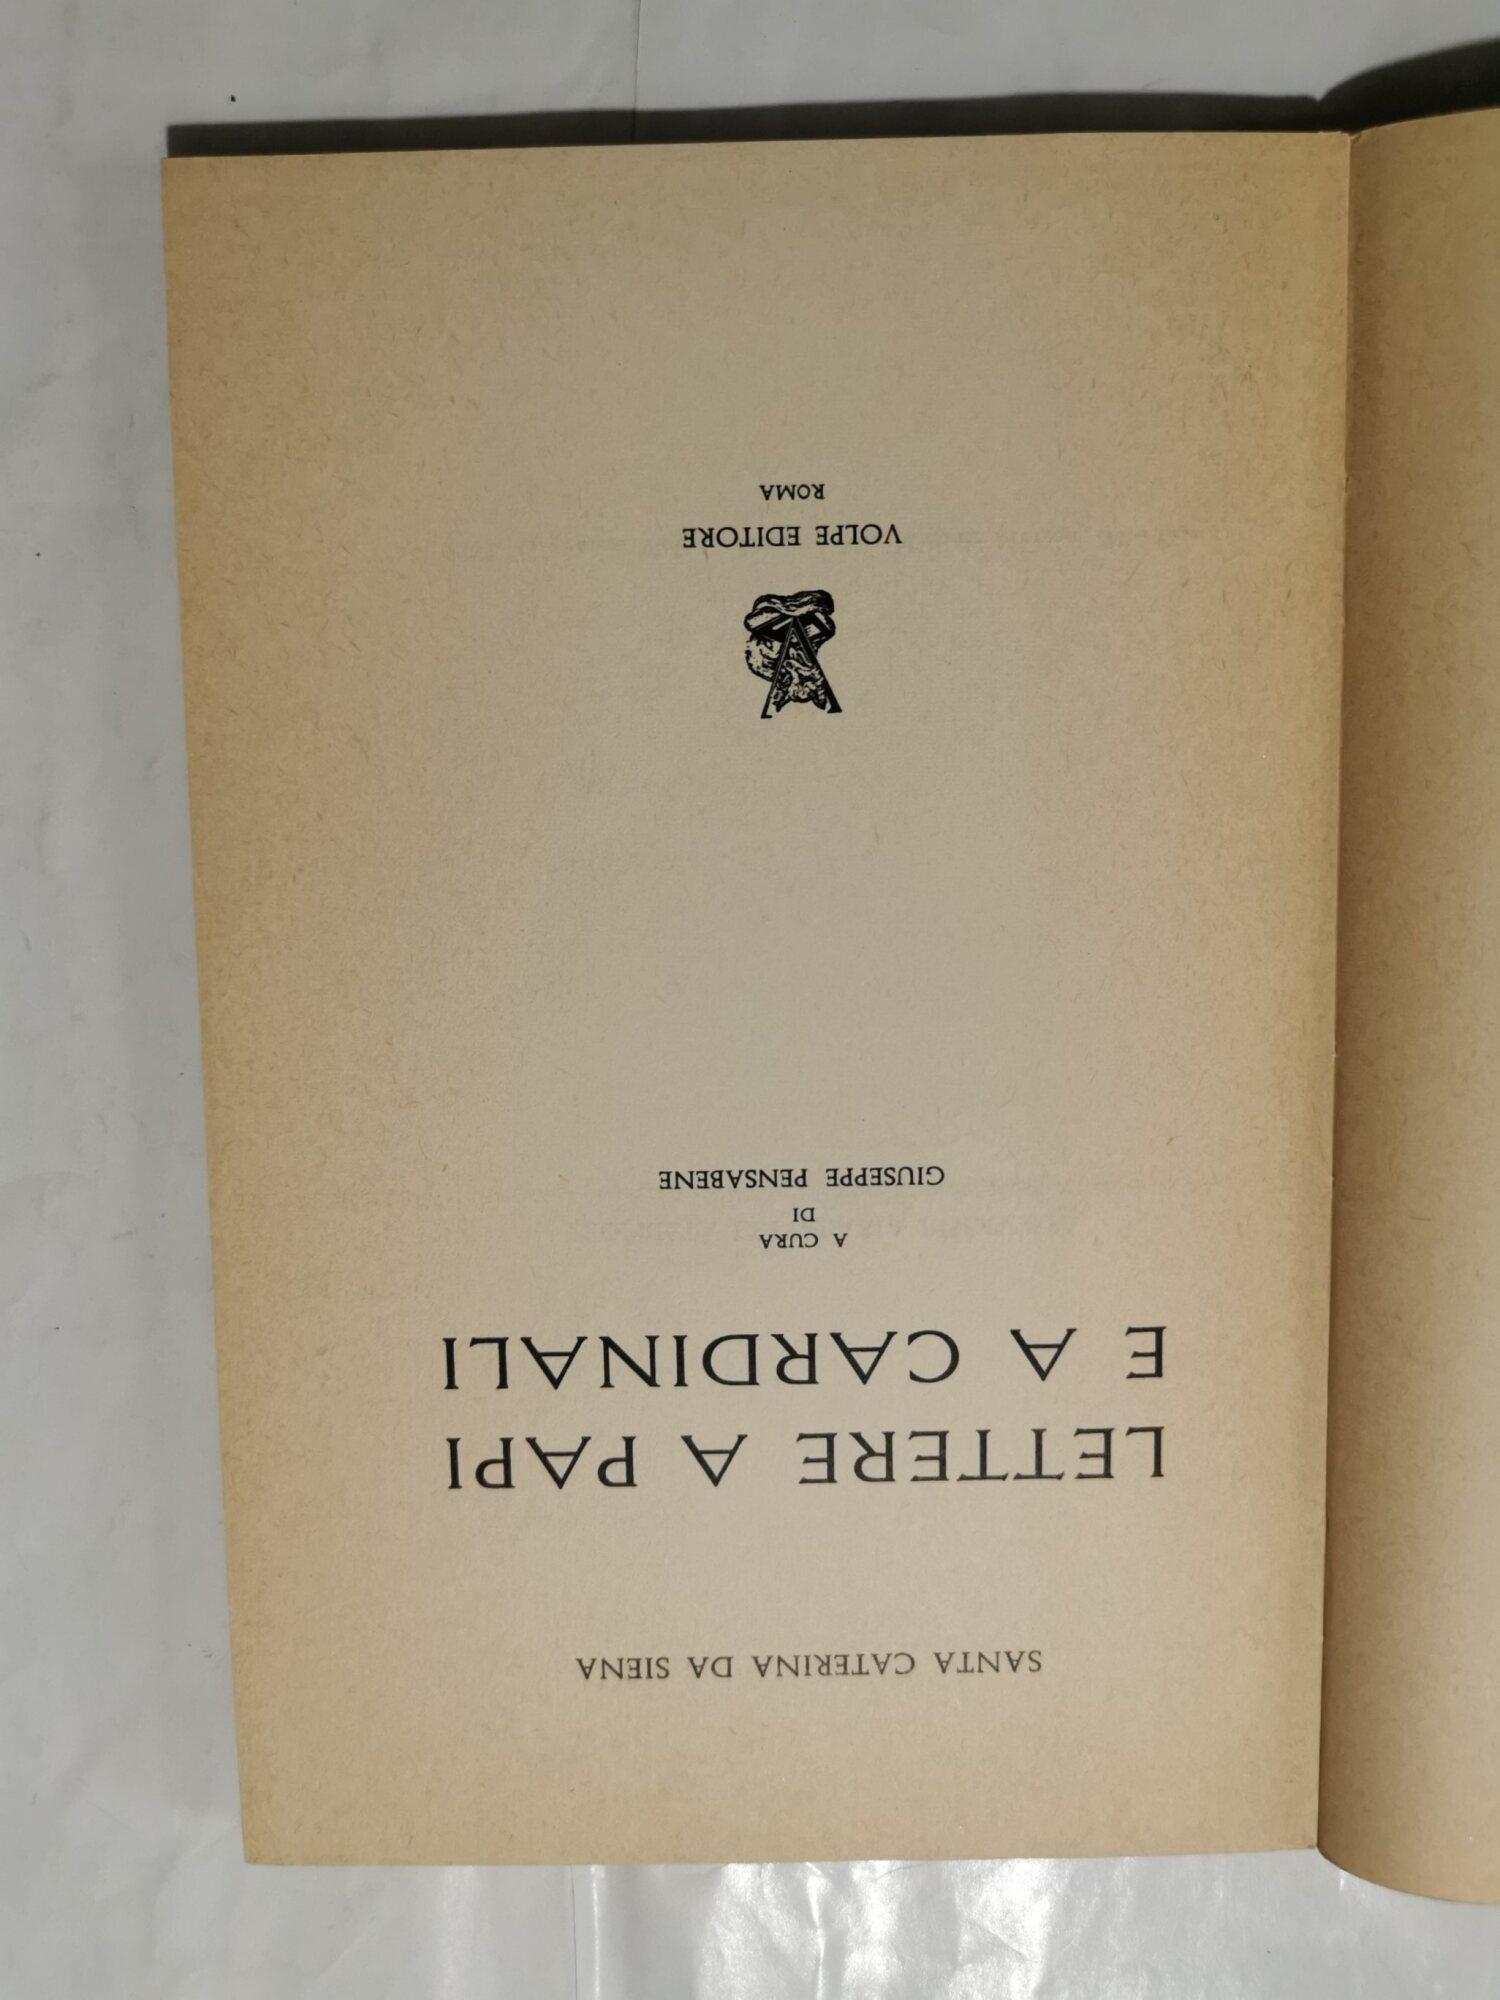 SANTA CATERINA DA SIENA
LETTERE A PAPI
E A CARDINALI
A CURA
DI
GIUSEPPE PENSABENE
VOLPE EDITORE
ROMA